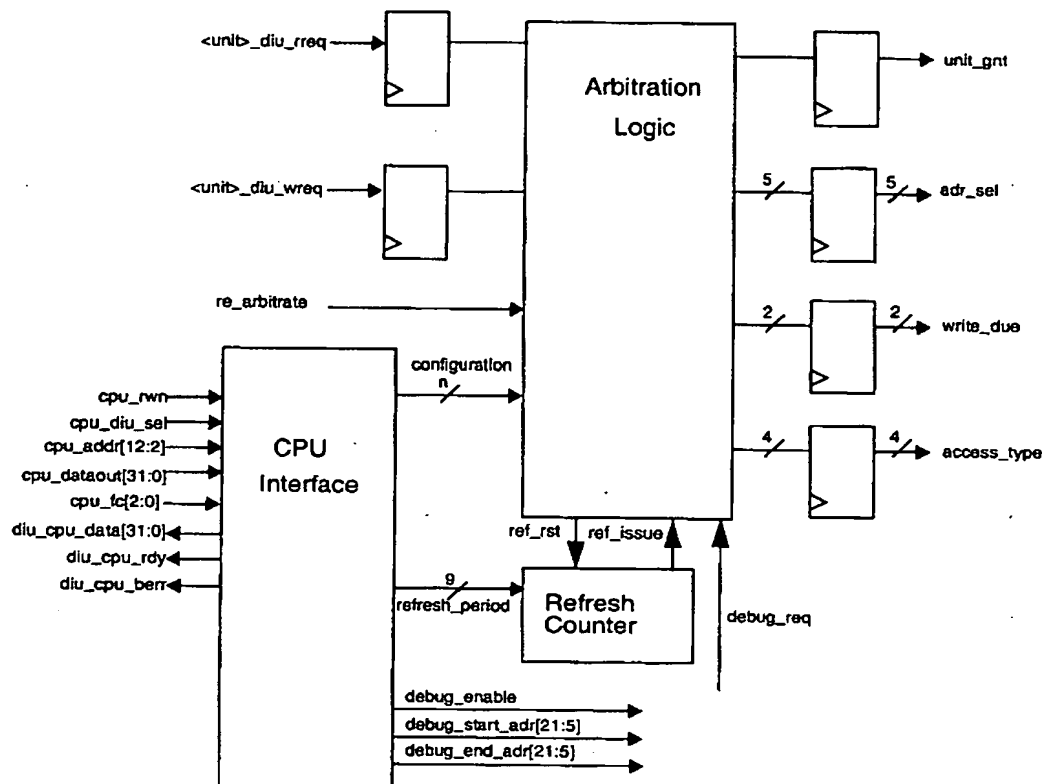 <unit>_diu_rreq
unit_gnt
Arbitration
Logic
<unit>_diu_wreq
5
5
adr_sel
re_arbitrate
2
2
write_due
configuration
n
cpu_rwn
cpu_diu_sel
cpu_addr[12:2]
cpu_dataout[31:0]
cpu_fc[2:0]
diu_cpu_data[31:0]
diu_cpu_rdy
diu_cpu_berr
CPU
Interface
4
4
access_type
ref_rst
ref_issue
9
refresh_period
Refresh
Counter
debug_req
debug_enable
debug_start_adr[21:5]
debug_end_adr[21:5]